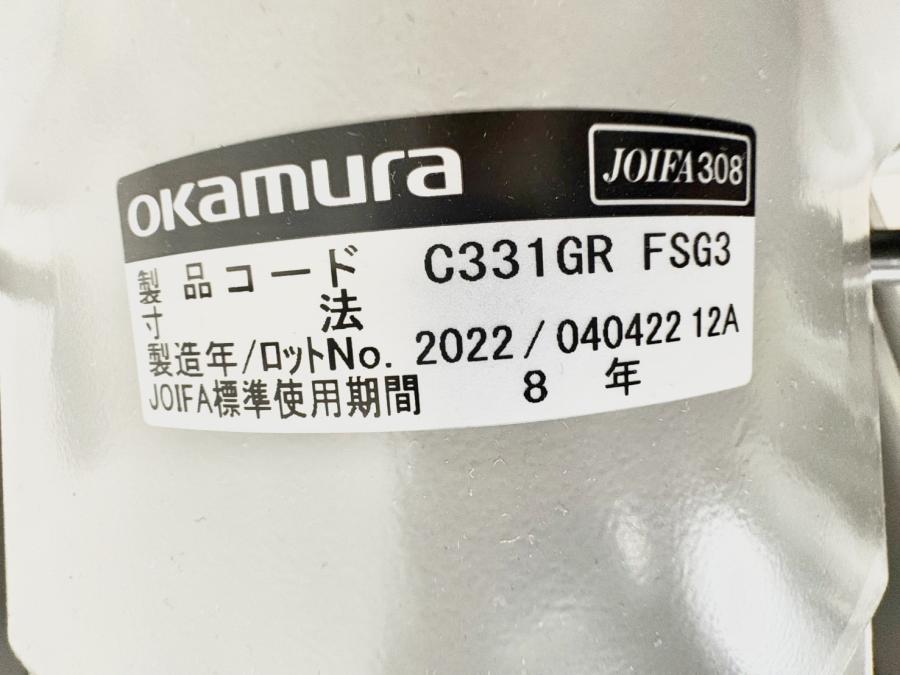 okamura
JOIFA308
製品コード C331GR FSG3
寸法
製造年/ロットNo. 2022/040422 12A
JOIFA標準使用期間 8年